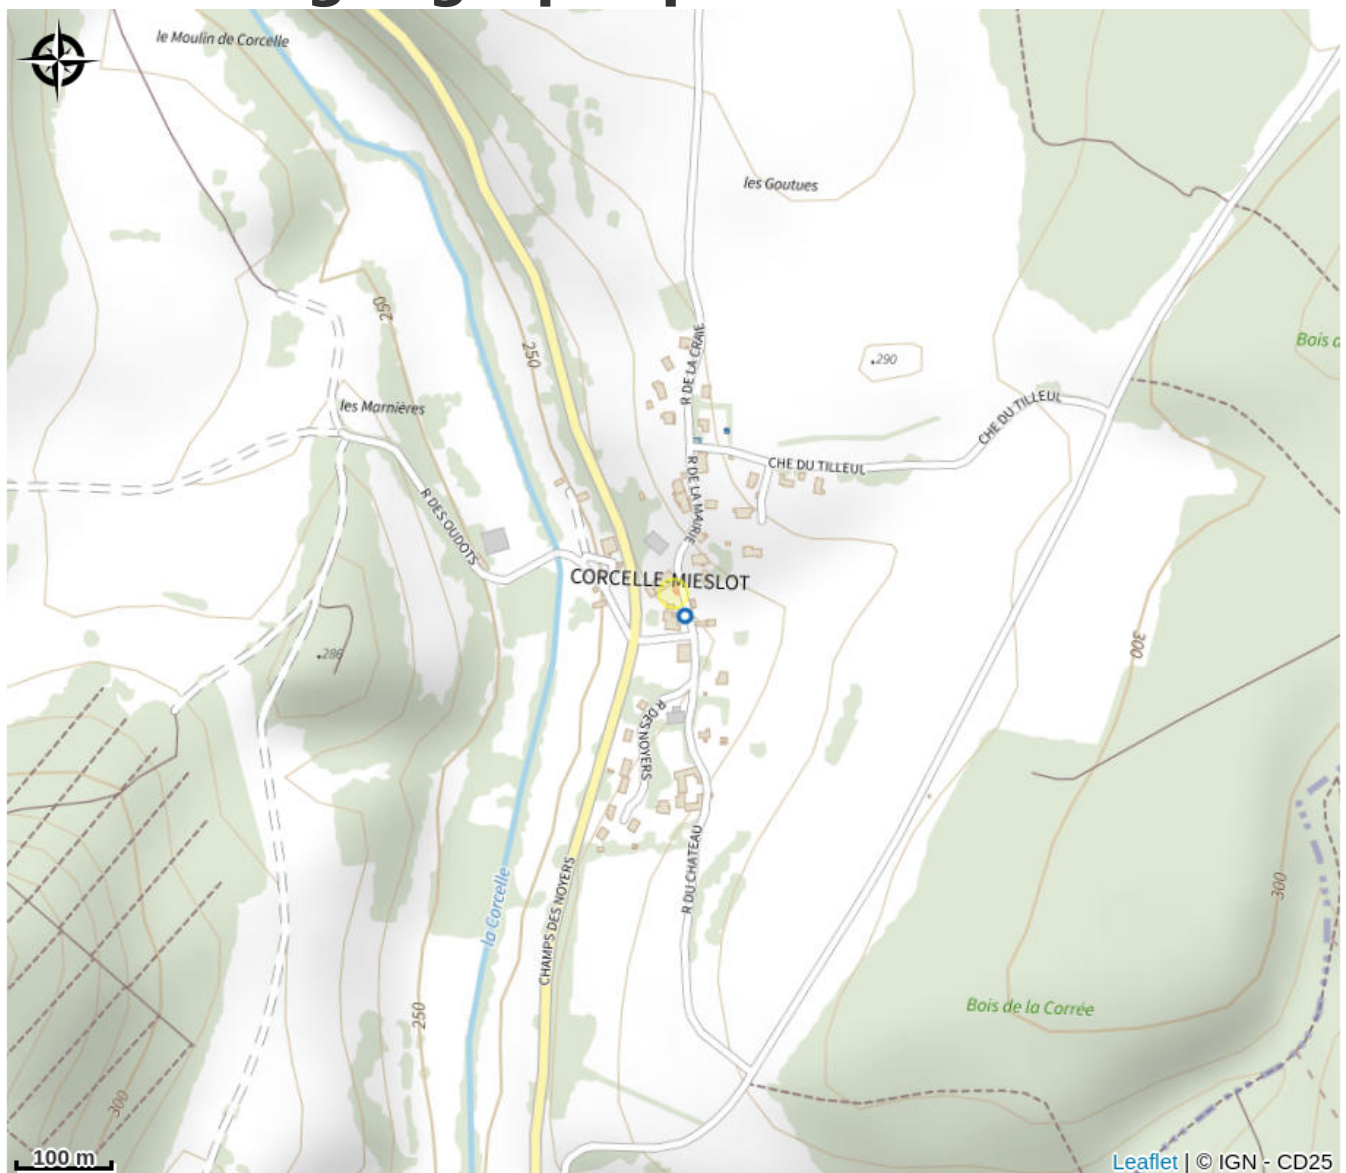 le Moulin de Corcelle
les Goutues
250
250
R DE LA CRAIE
290
Bois d
les Marnières
CHE DU TILLEUL
CHE DU TILLEUL
R DE LA MAIRIE
R DES OUDOTS
CORCELLE-MIESLOT
286
300
R DES NOYERS
R DU CHATEAU
CHAMPS DES NOYERS
la Corcelle
300
250
Bois de la Corrée
300
100 m
Leaflet | © IGN - CD25